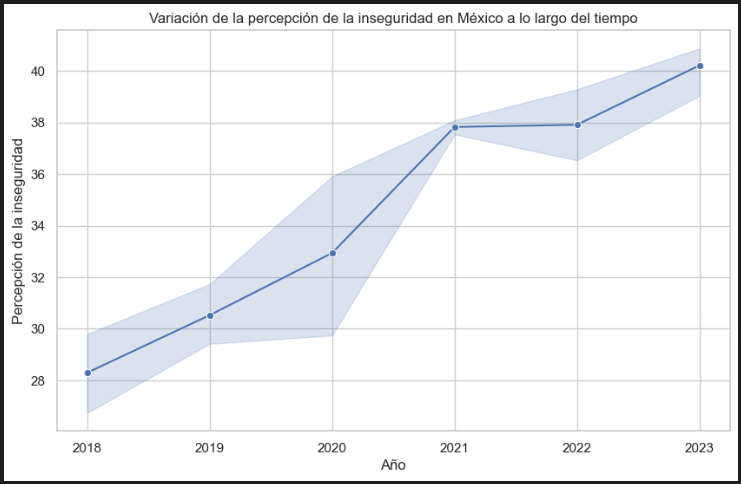 Variación de la percepción de la inseguridad en México a lo largo del tiempo
Percepción de la inseguridad
40
38
36
34
32
30
28
2018 2019 2020 2021 2022 2023
Año